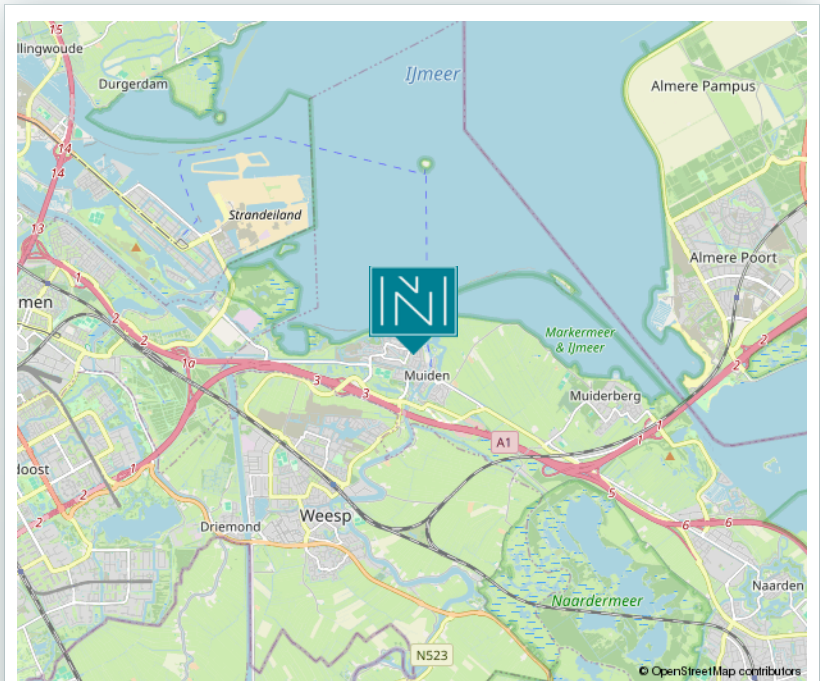 15
llingwoude
Durgerdam
IJmeer
Almere Pampus
14
14
Strandeiland
13
Almere Poort
1
men
2
2
Markermeer
& IJmeer
2
2
1a
3
3
Muiden
Muiderberg
1
1
A1
doost
1
2
2
5
Weesp
Driemond
6
6
Naarden
Naardermeer
N523
© OpenStreetMap contributors